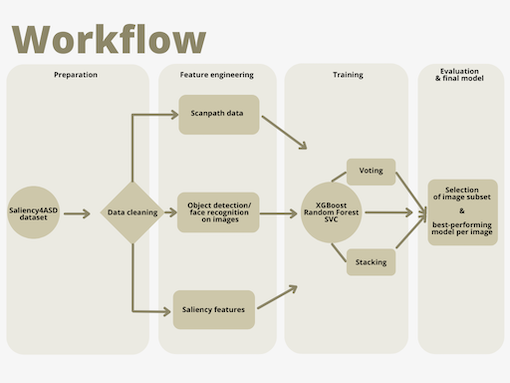 Workflow
Preparation
Feature engineering
Training
Evaluation
& final model
Saliency4ASD
dataset
Data cleaning
Scanpath data
Object detection/
face recognition
on images
Saliency features
XGBoost
Random Forest
SVC
Voting
Stacking
Selection
of image subset
&
best-performing
model per image